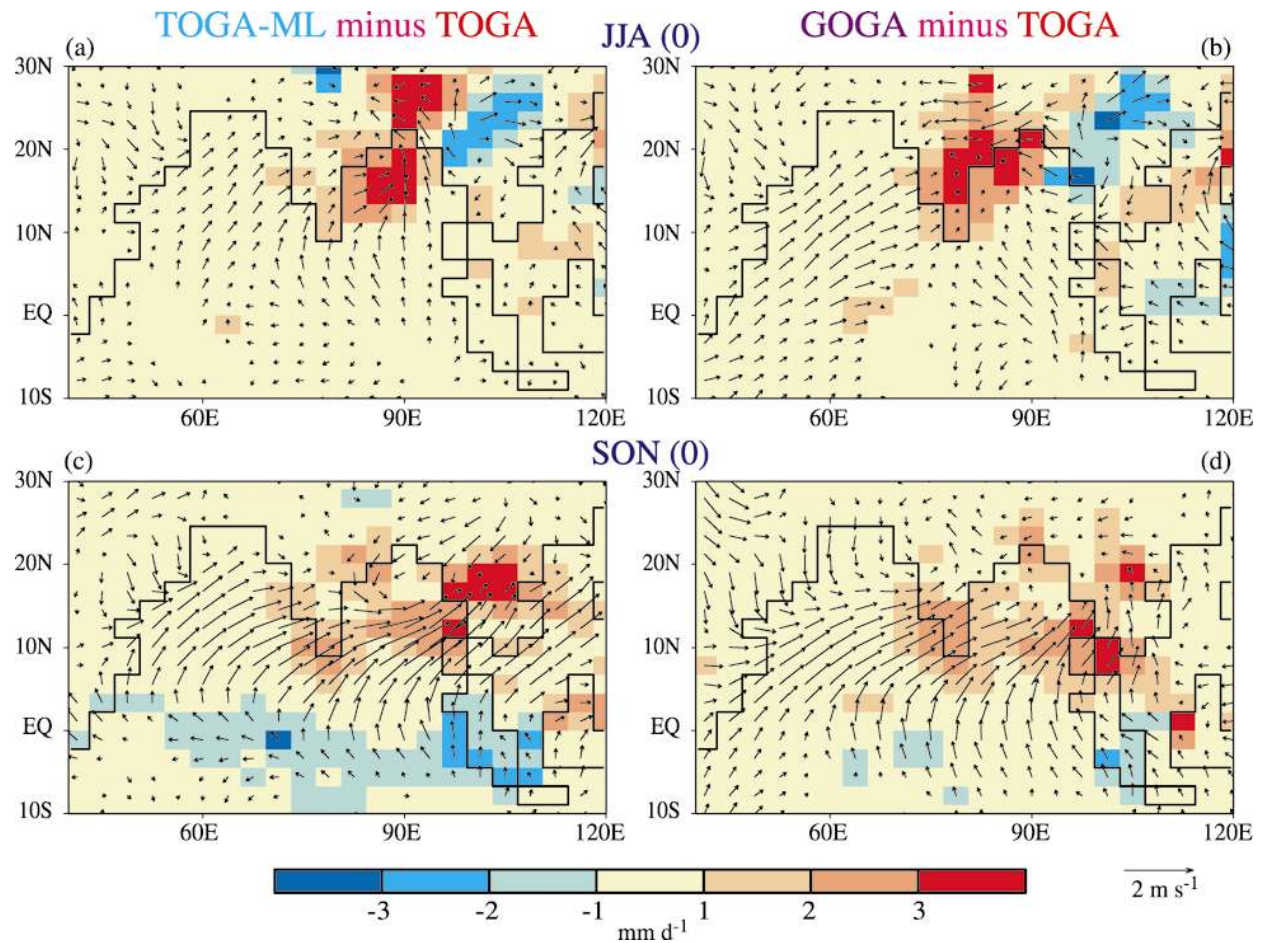 TOGA-ML minus TOGA
GOGA minus TOGA
JJA (0)
(a)
(b)
30N
20N
10N
EQ
10S
60E
90E
120E
30N
20N
10N
EQ
10S
60E
90E
120E
SON (0)
(c)
(d)
30N
20N
10N
EQ
10S
60E
90E
120E
30N
20N
10N
EQ
10S
60E
90E
120E
-3 -2 -1 1 2 3
mm d-1
2 m s-1